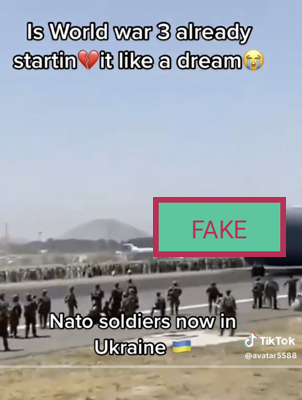 Is World war 3 already
startin💔it like a dream😭
FAKE
Nato soldiers now in
Ukraine 🇺🇦
TikTok
@avatar5588